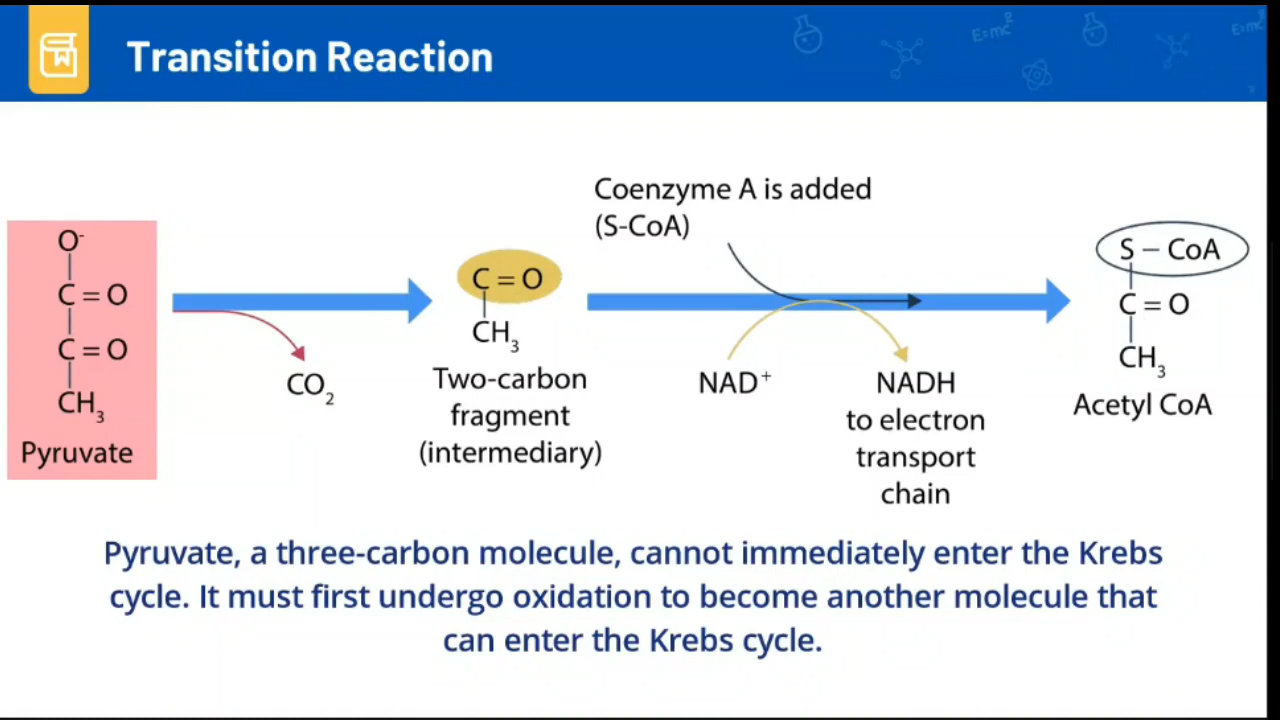 Transition Reaction
E=mc²
E=mc²
Coenzyme A is added
(S-CoA)
O⁻
C = O
C = O
CH₃
Pyruvate
CO₂
C = O
CH₃
Two-carbon
fragment
(intermediary)
NAD⁺
NADH
to electron
transport
chain
S – CoA
C = O
CH₃
Acetyl CoA
Pyruvate, a three-carbon molecule, cannot immediately enter the Krebs
cycle. It must first undergo oxidation to become another molecule that
can enter the Krebs cycle.